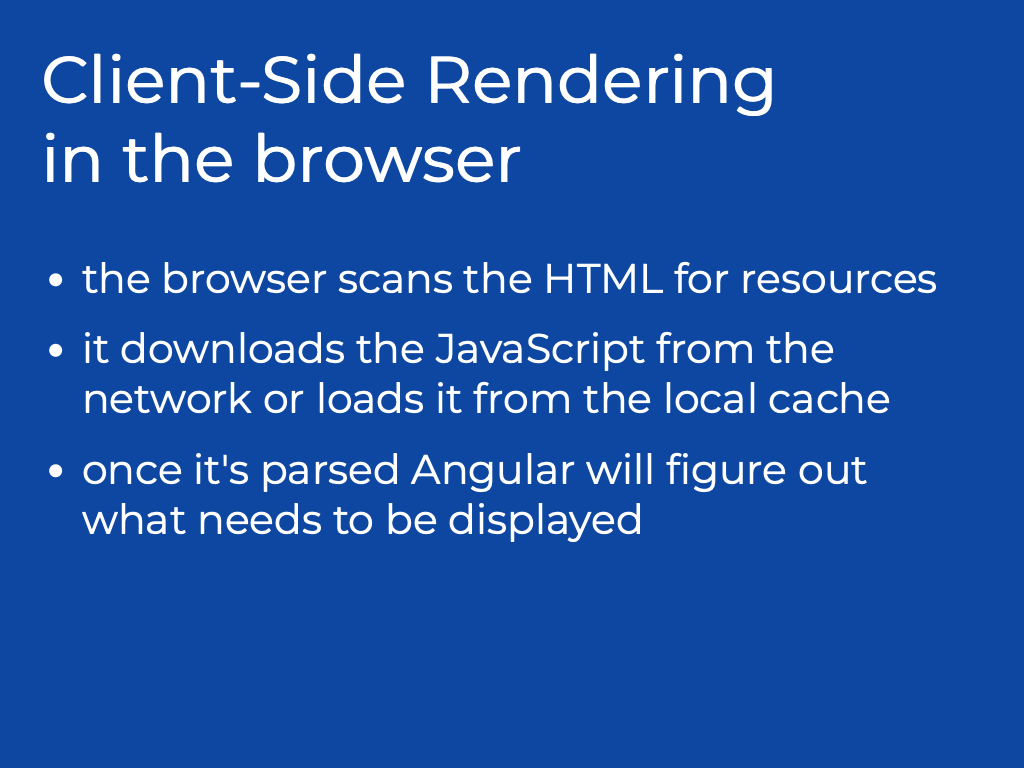 Client-Side Rendering
in the browser
• the browser scans the HTML for resources
• it downloads the JavaScript from the
network or loads it from the local cache
• once it's parsed Angular will figure out
what needs to be displayed